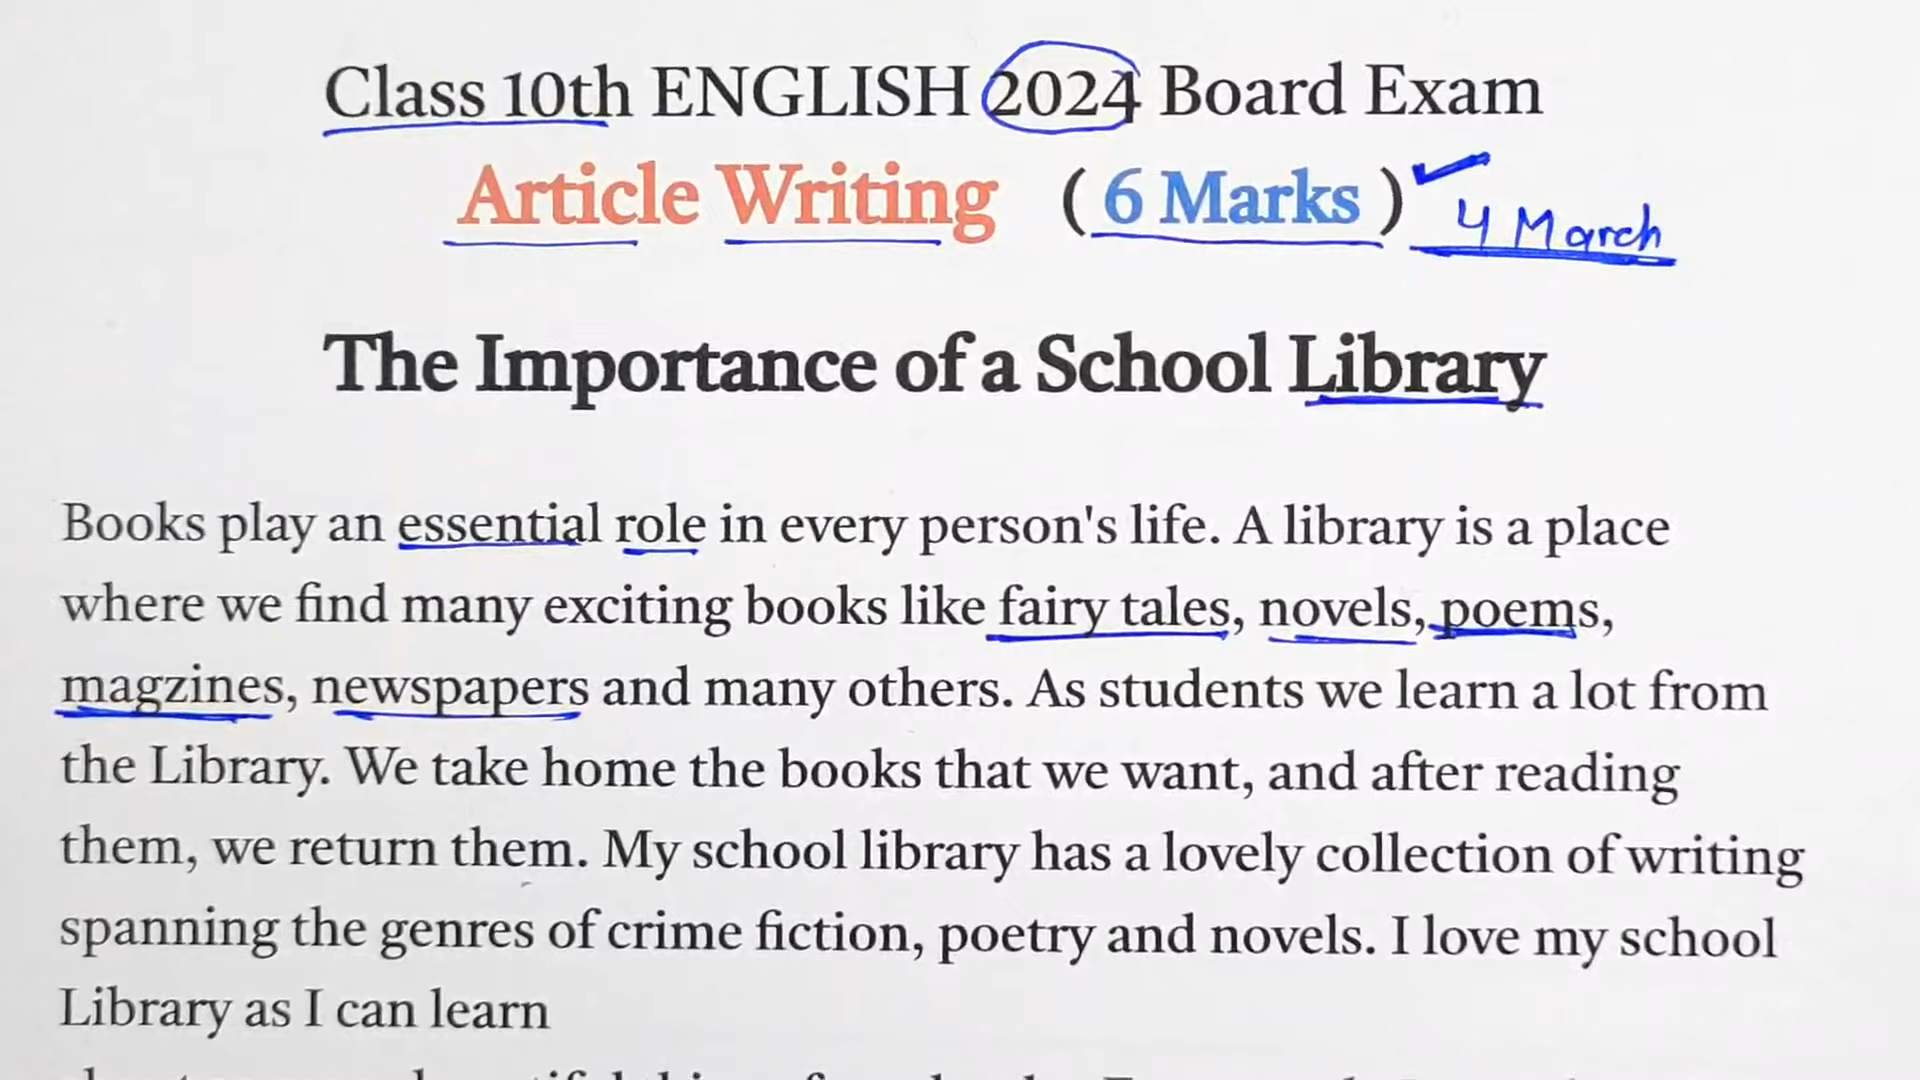 Class 10th ENGLISH 2024 Board Exam
Article Writing ( 6 Marks )
4 March
The Importance of a School Library
Books play an essential role in every person's life. A library is a place
where we find many exciting books like fairy tales, novels, poems,
magzines, newspapers and many others. As students we learn a lot from
the Library. We take home the books that we want, and after reading
them, we return them. My school library has a lovely collection of writing
spanning the genres of crime fiction, poetry and novels. I love my school
Library as I can learn